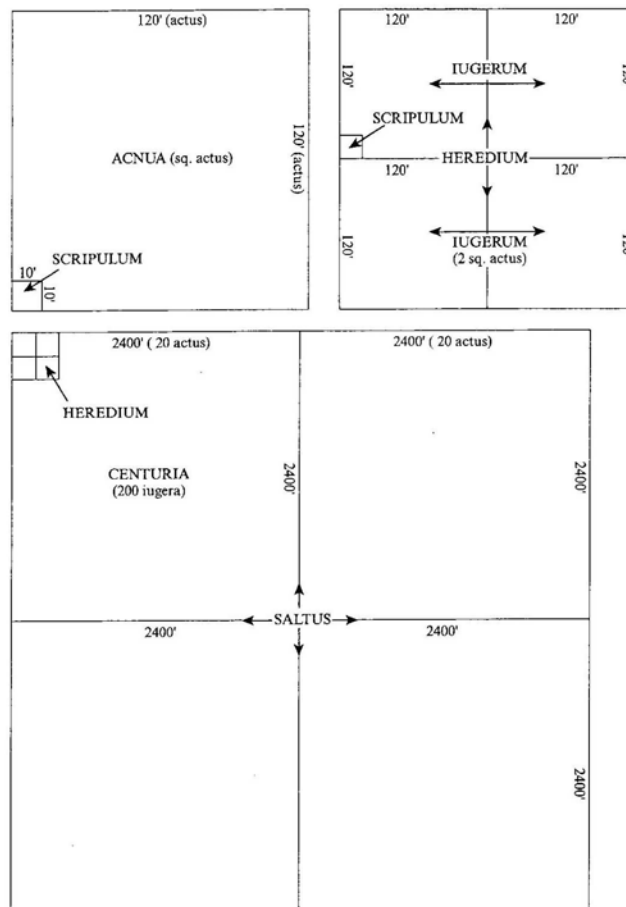 120' (actus)
120' (actus)
ACNUA (sq. actus)
SCRIPULUM
10'
10'
120'
120'
120'
120'
IUGERUM
SCRIPULUM
HEREDIUM
120'
120'
120'
120'
IUGERUM
(2 sq. actus)
2400' ( 20 actus)
2400' ( 20 actus)
HEREDIUM
CENTURIA
(200 iugera)
2400'
2400'
SALTUS
2400'
2400'
2400'